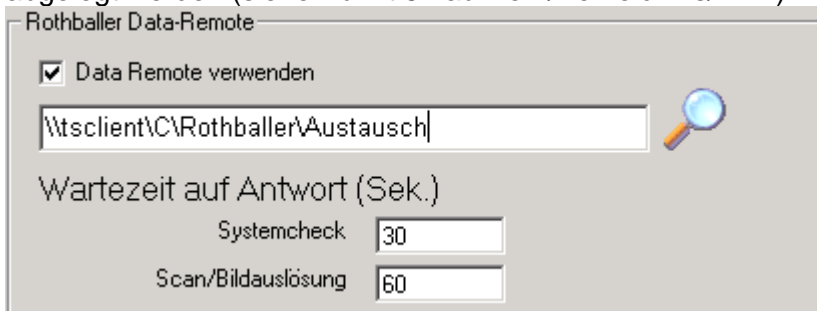 Rothballer Data-Remote
Data Remote verwenden
\\tsclient\C\Rothballer\Austausch
Wartezeit auf Antwort (Sek.)
Systemcheck 30
Scan/Bildauslösung 60